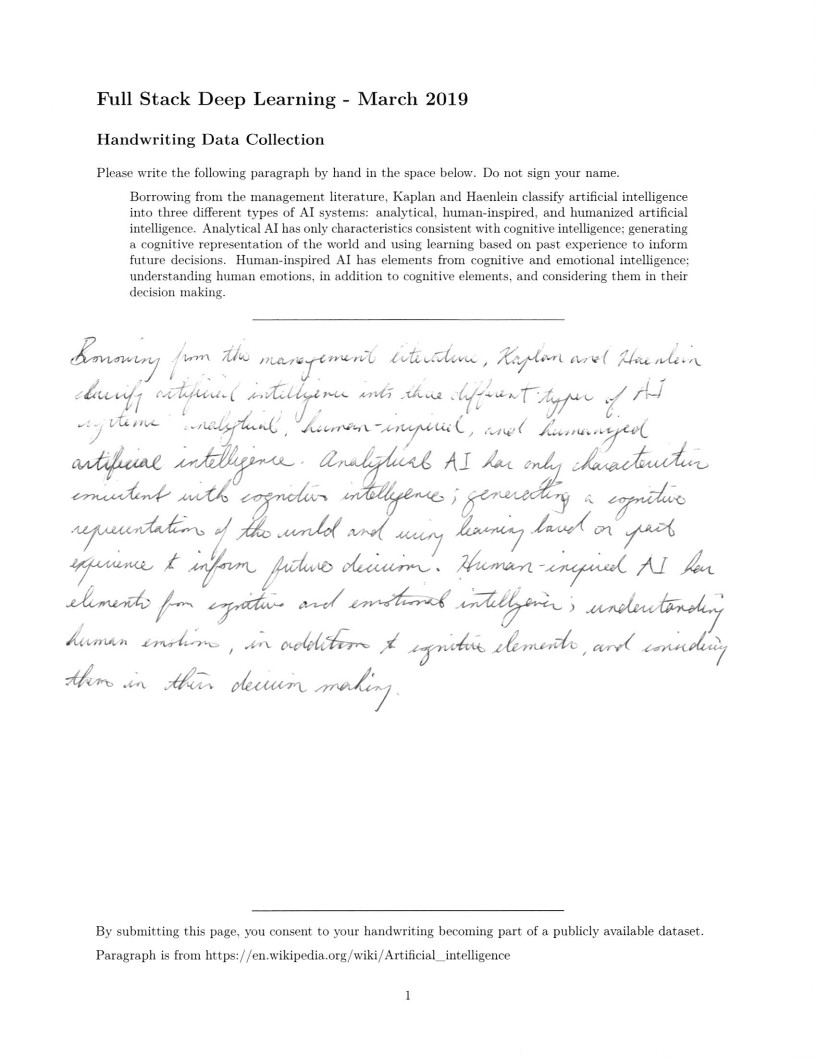 Full Stack Deep Learning - March 2019
Handwriting Data Collection
Please write the following paragraph by hand in the space below. Do not sign your name.
Borrowing from the management literature, Kaplan and Haenlein classify artificial intelligence
into three different types of AI systems: analytical, human-inspired, and humanized artificial
intelligence. Analytical AI has only characteristics consistent with cognitive intelligence; generating
a cognitive representation of the world and using learning based on past experience to inform
future decisions. Human-inspired AI has elements from cognitive and emotional intelligence;
understanding human emotions, in addition to cognitive elements, and considering them in their
decision making.
Borrowing from the management literature, Kaplan and Haenlein
classify artificial intelligence into three different types of AI
systems analytical, human-inspired, and humanized
artificial intelligence. Analytical AI has only characteristics
consistent with cognitive intelligence; generating a cognitive
representation of the world and using learning based on past
experience to inform future decisions. Human-inspired AI has
elements from cognitive and emotional intelligence; understanding
human emotions, in addition to cognitive elements, and considering
them in their decision making.
By submitting this page, you consent to your handwriting becoming part of a publicly available dataset.
Paragraph is from https://en.wikipedia.org/wiki/Artificial_intelligence
1